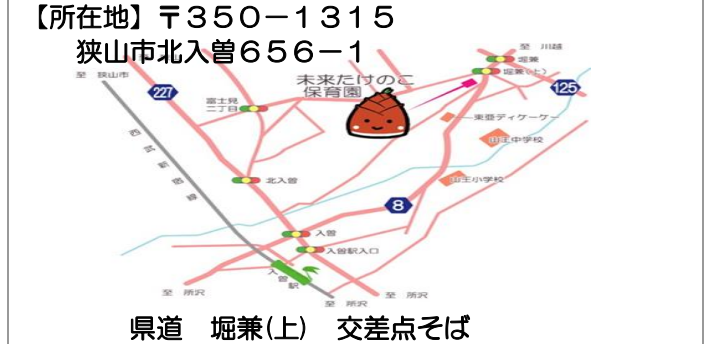 【所在地】〒350－1315
狭山市北入曽656－1
至　川越
堀兼
堀兼(上)
至　狭山市
未来たけのこ
保育園
227
125
富士見
二丁目
東亜ディケーケー
山王中学校
西武新宿線
北入曽
山王小学校
8
入曽
入曽駅入口
入曽駅
至　所沢
至　所沢
至　所沢
県道　堀兼(上)　交差点そば